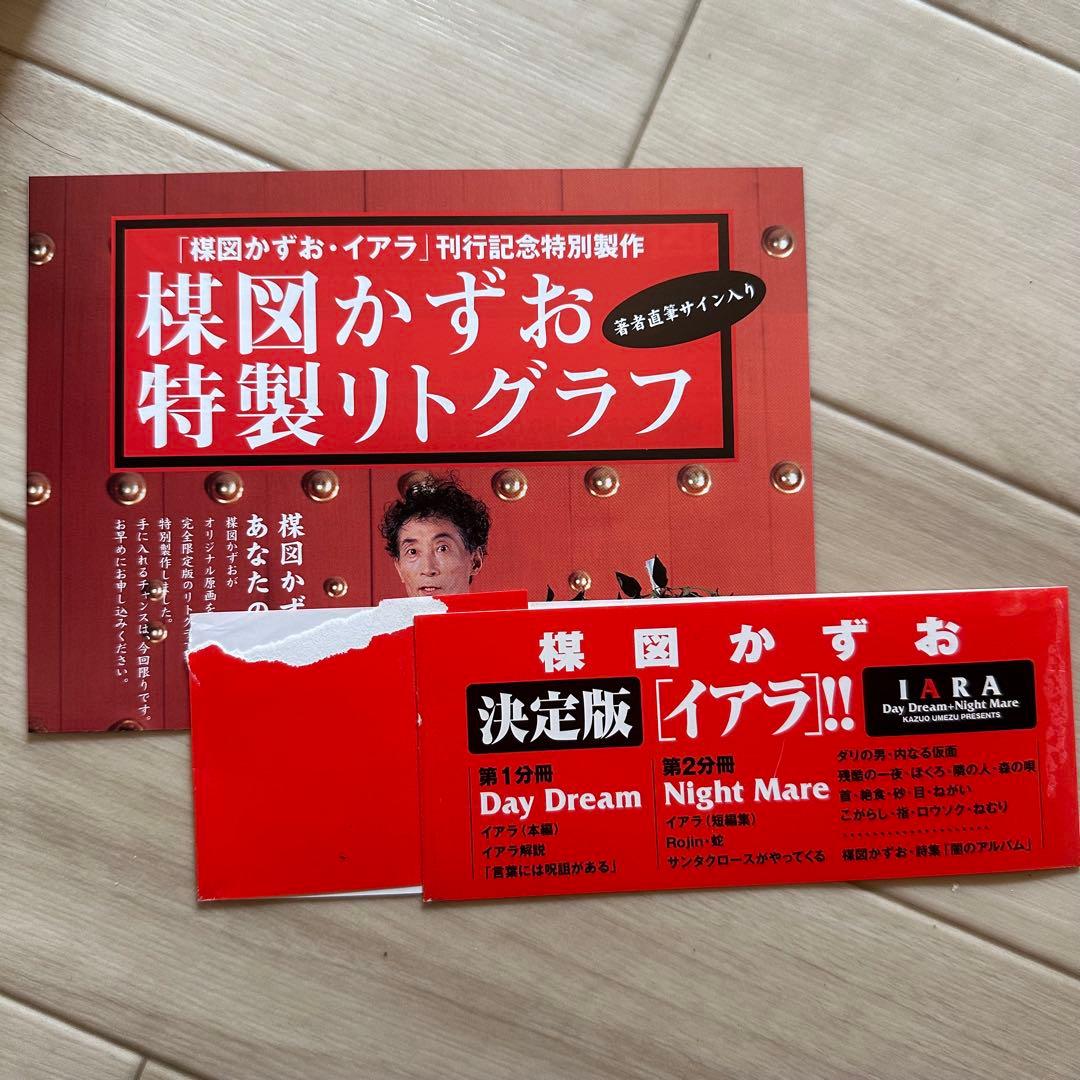 「楳図かずお・イアラ」刊行記念特別製作
楳図かずお
特製リトグラフ
著者直筆サイン入り
楳図かず
あなたの
楳図かずおが
オリジナル原画を
完全限定版のリトグラフ
特別製作しました。
手に入れるチャンスは、今回限りです。
お早めにお申し込みください。
楳図かずお
決定版[イアラ]!!
IARA
Day Dream+Night Mare
KAZUO UMEZU PRESENTS
第1分冊
Day Dream
イアラ(本編)
イアラ解説
「言葉には呪詛がある」
第2分冊
Night Mare
イアラ(短編集)
Rojin・蛇
サンタクロースがやってくる
ダリの男・内なる仮面
残酷の一夜・ほくろ・隣の人・森の唄
首・絶食・砂・目・ねがい
こがらし・指・ロウソク・ねむり
楳図かずお・詩集「闇のアルバム」